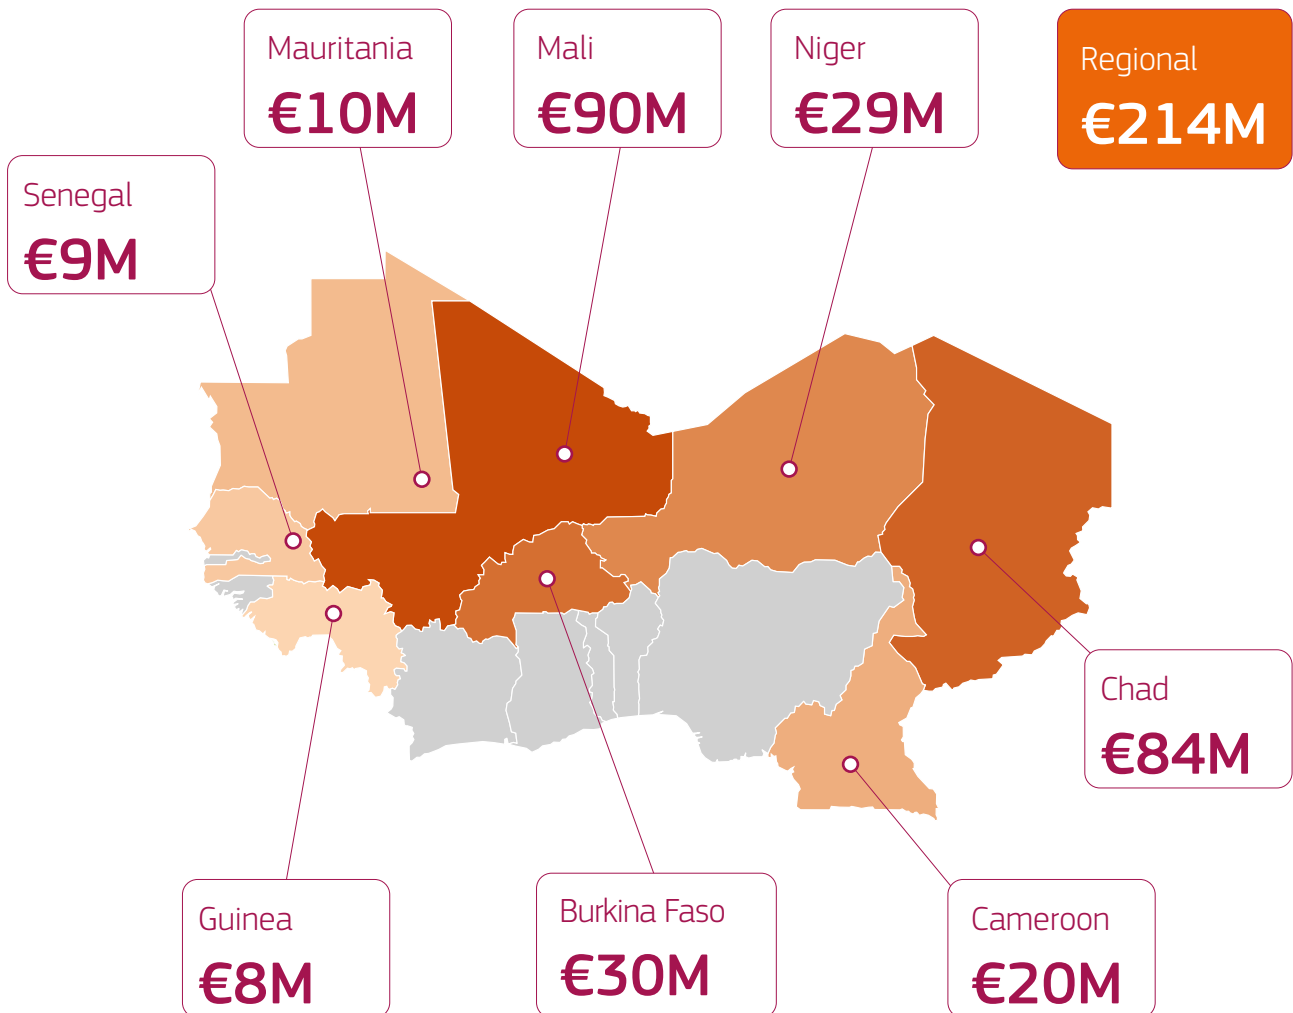 Mauritania
€10M
Mali
€90M
Niger
€29M
Regional
€214M
Senegal
€9M
Chad
€84M
Guinea
€8M
Burkina Faso
€30M
Cameroon
€20M